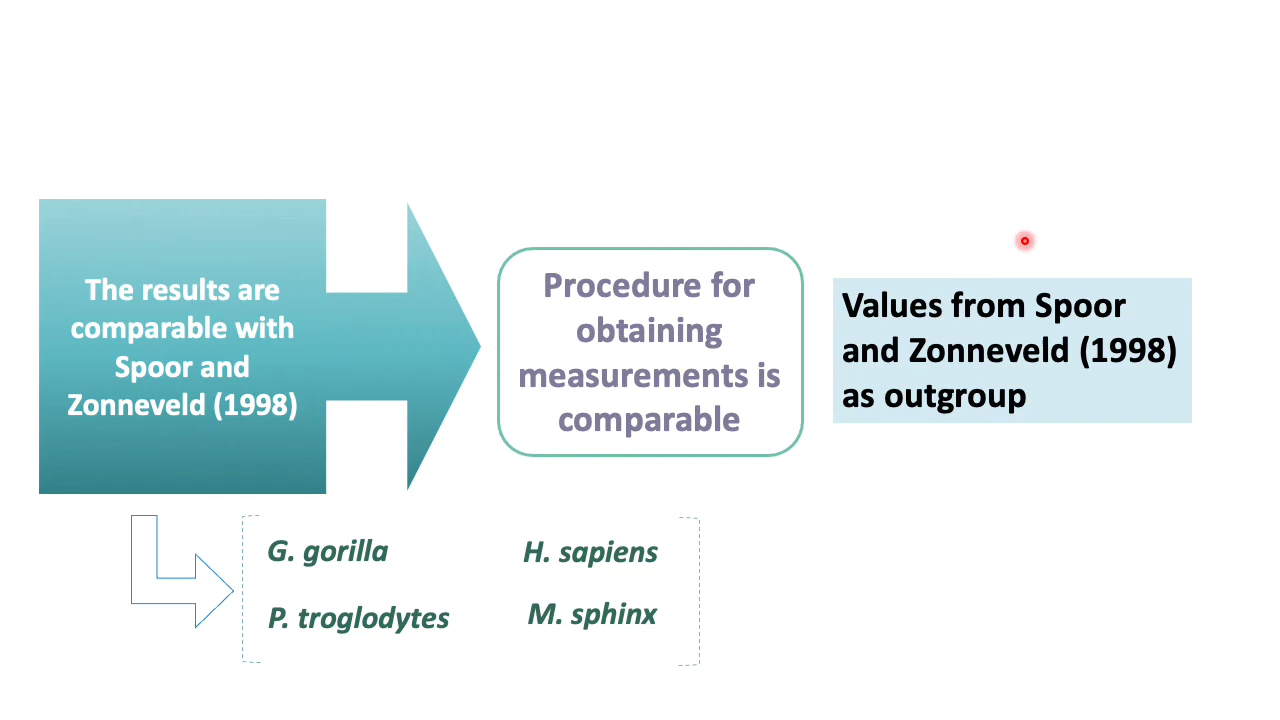 The results are
comparable with
Spoor and
Zonneveld (1998)
Procedure for
obtaining
measurements is
comparable
Values from Spoor
and Zonneveld (1998)
as outgroup
G. gorilla
H. sapiens
P. troglodytes
M. sphinx